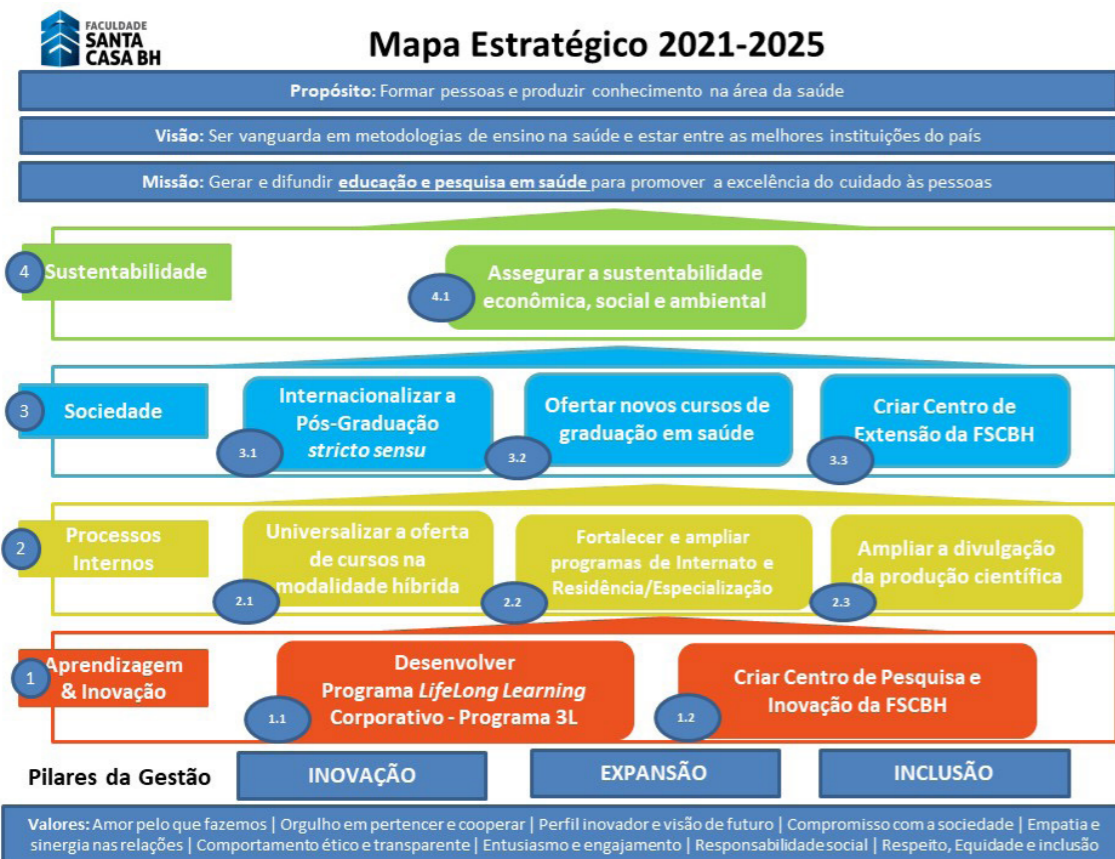 FACULDADE
SANTA
CASA BH
Mapa Estratégico 2021-2025
Propósito: Formar pessoas e produzir conhecimento na área da saúde
Visão: Ser vanguarda em metodologias de ensino na saúde e estar entre as melhores instituições do país
Missão: Gerar e difundir educação e pesquisa em saúde para promover a excelência do cuidado às pessoas
4 Sustentabilidade
Assegurar a sustentabilidade
econômica, social e ambiental
4.1
3 Sociedade
Internacionalizar a
Pós-Graduação
stricto sensu
3.1
Ofertar novos cursos de
graduação em saúde
3.2
Criar Centro de
Extensão da FSCBH
3.3
2 Processos
Internos
Universalizar a oferta
de cursos na
modalidade híbrida
2.1
Fortalecer e ampliar
programas de Internato e
Residência/Especialização
2.2
Ampliar a divulgação
da produção científica
2.3
1 Aprendizagem
& Inovação
Desenvolver
Programa LifeLong Learning
Corporativo - Programa 3L
1.1
Criar Centro de Pesquisa e
Inovação da FSCBH
1.2
Pilares da Gestão
INOVAÇÃO
EXPANSÃO
INCLUSÃO
Valores: Amor pelo que fazemos | Orgulho em pertencer e cooperar | Perfil inovador e visão de futuro | Compromisso com a sociedade | Empatia e
sinergia nas relações | Comportamento ético e transparente | Entusiasmo e engajamento | Responsabilidade social | Respeito, Equidade e inclusão